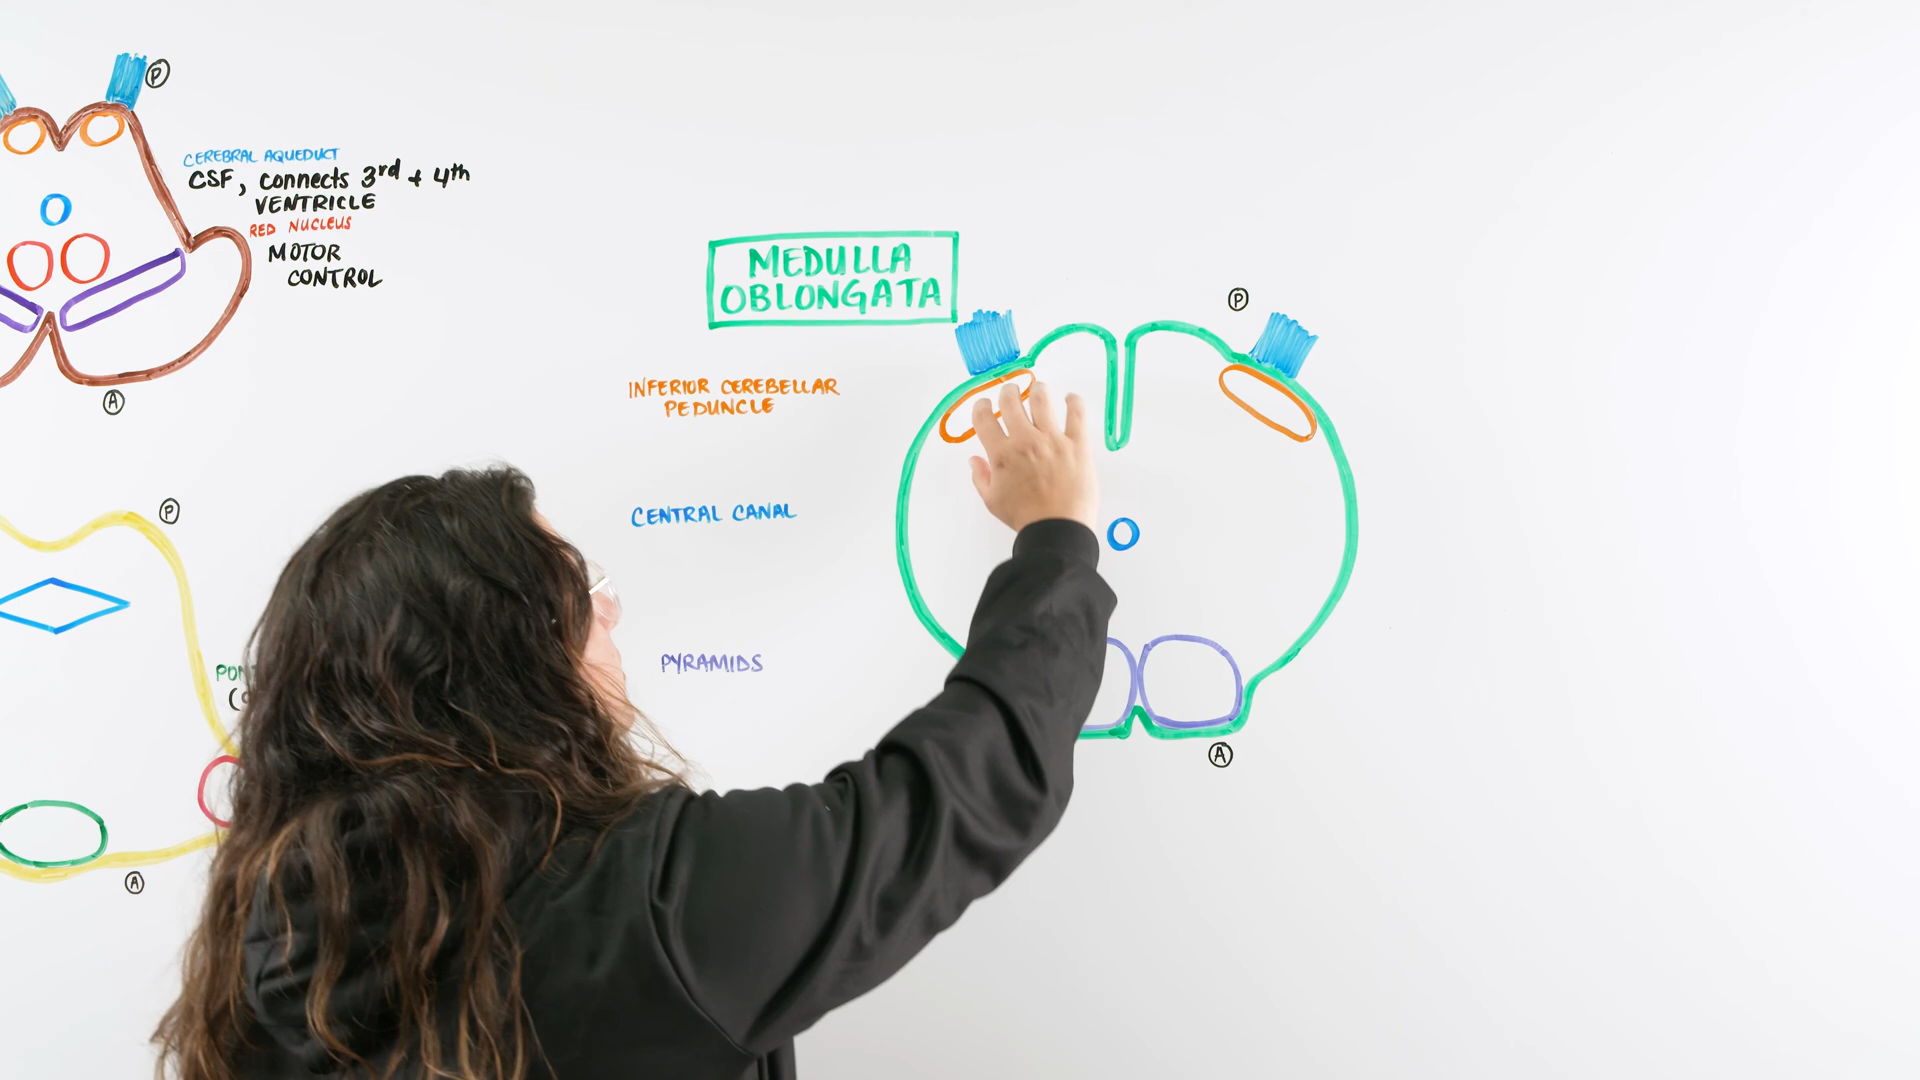 P
CEREBRAL AQUEDUCT
CSF, connects 3rd + 4th
VENTRICLE
RED NUCLEUS
MOTOR
CONTROL
A
MEDULLA
OBLONGATA
P
INFERIOR CEREBELLAR
PEDUNCLE
CENTRAL CANAL
PYRAMIDS
A
P
A